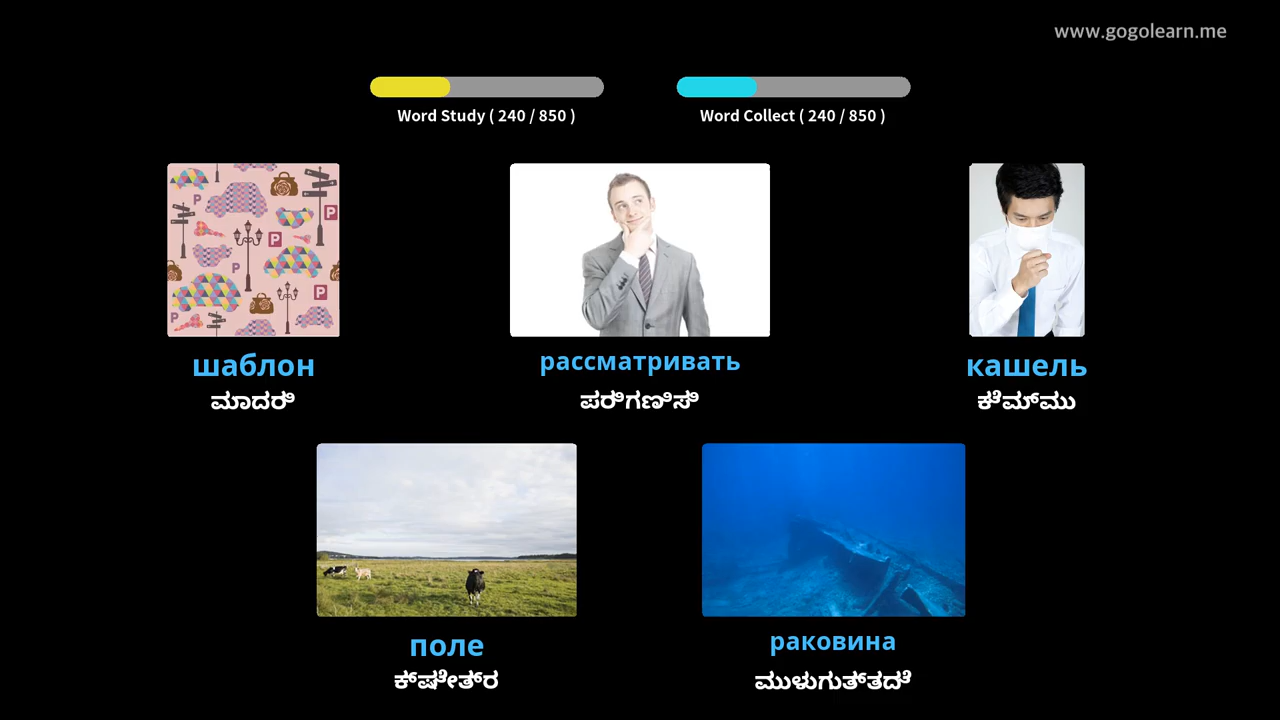 www.gogolearn.me
Word Study ( 240 / 850 )
Word Collect ( 240 / 850 )
P
P
P
P
P
P
шаблон
ಮಾದರಿ
рассматривать
ಪರಿಗಣಿಸಿ
кашель
ಕೆಮ್ಮು
поле
ಕ್ಷೇತ್ರ
раковина
ಮುಳುಗುತ್ತದೆ